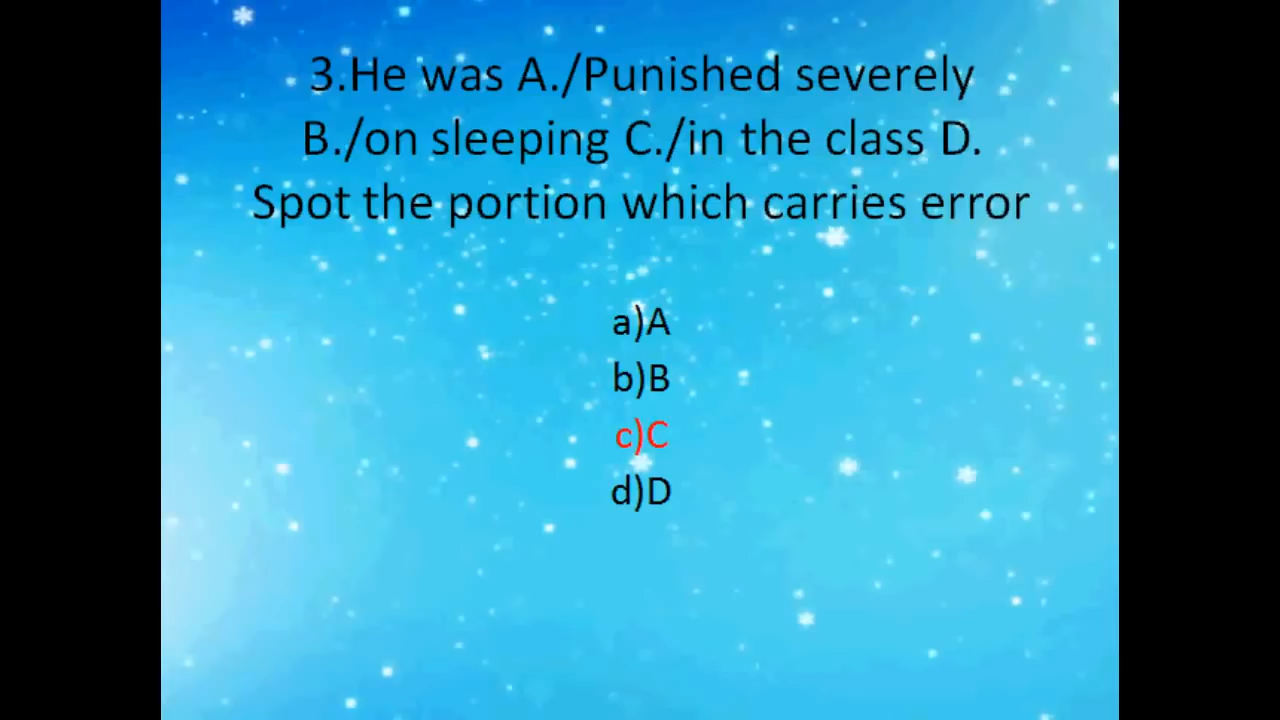 3.He was A./Punished severely
B./on sleeping C./in the class D.
Spot the portion which carries error
a)A
b)B
c)C
d)D